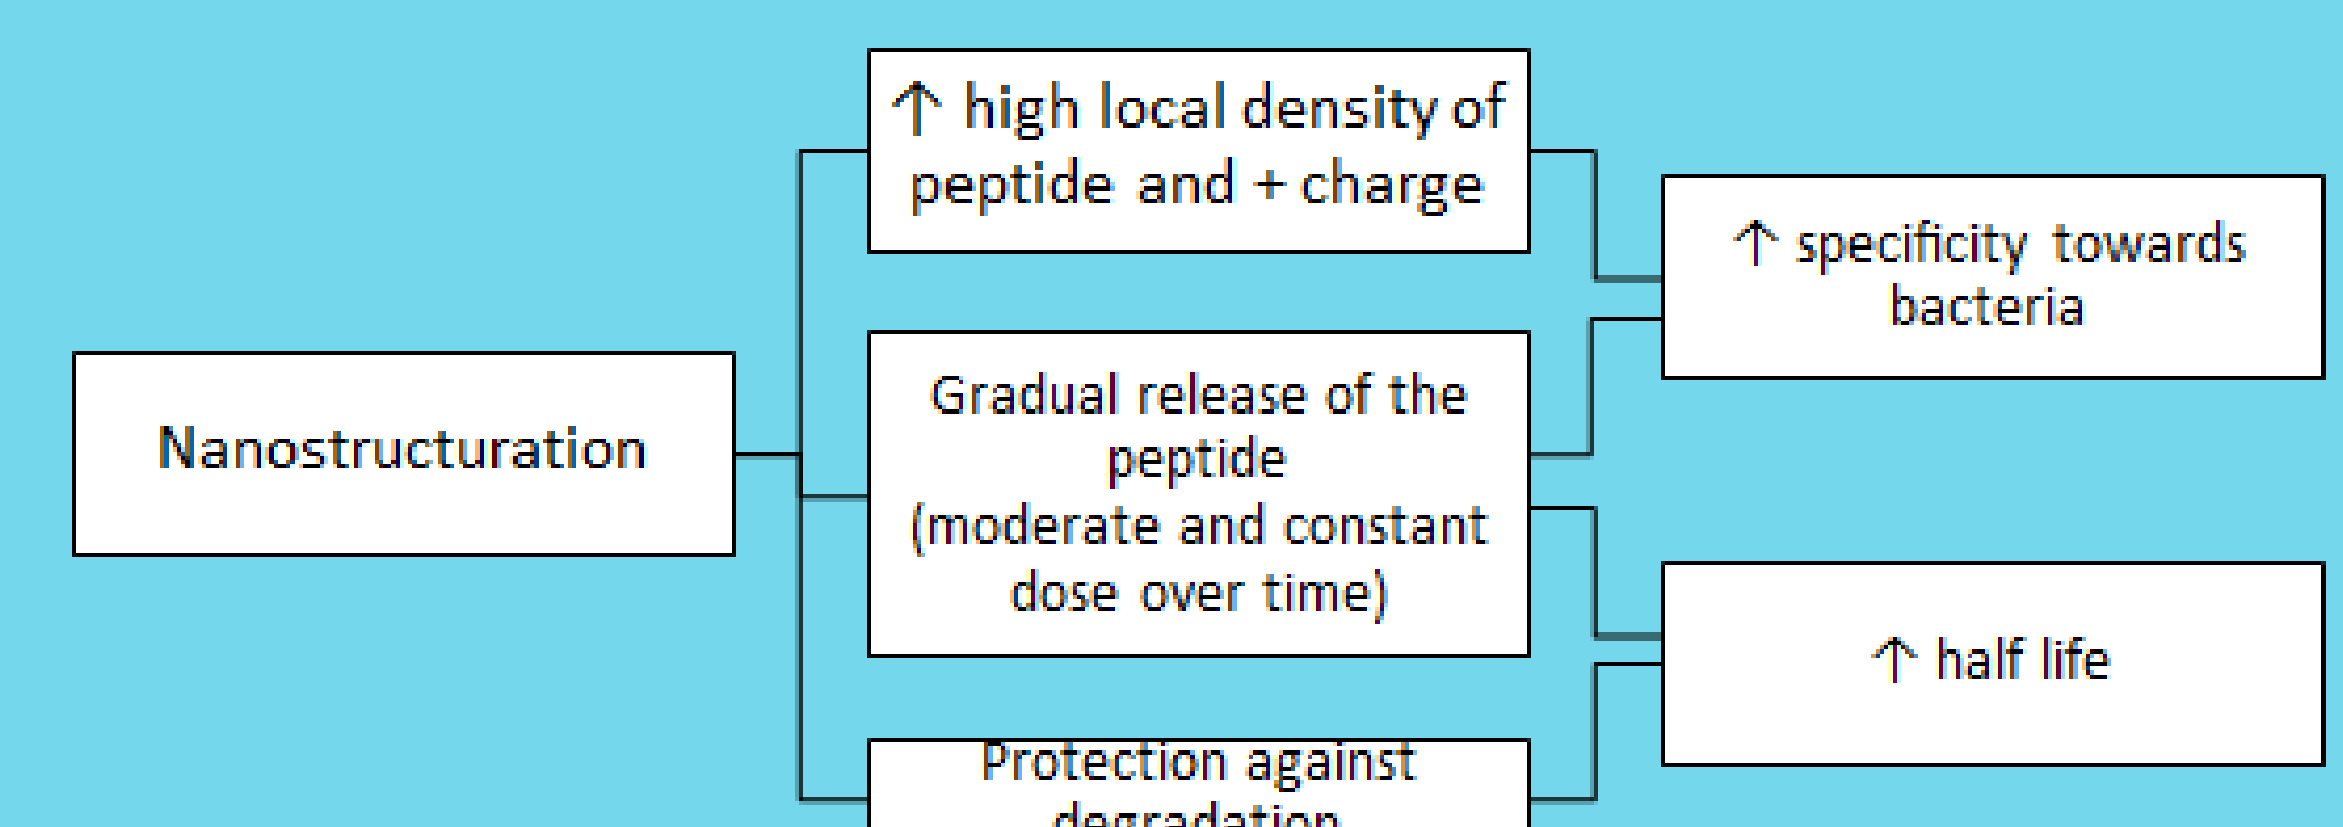 ↑ high local density of
peptide and + charge
↑ specificity towards
bacteria
Nanostructuration
Gradual release of the
peptide
(moderate and constant
dose over time)
↑ half life
Protection against
degradation